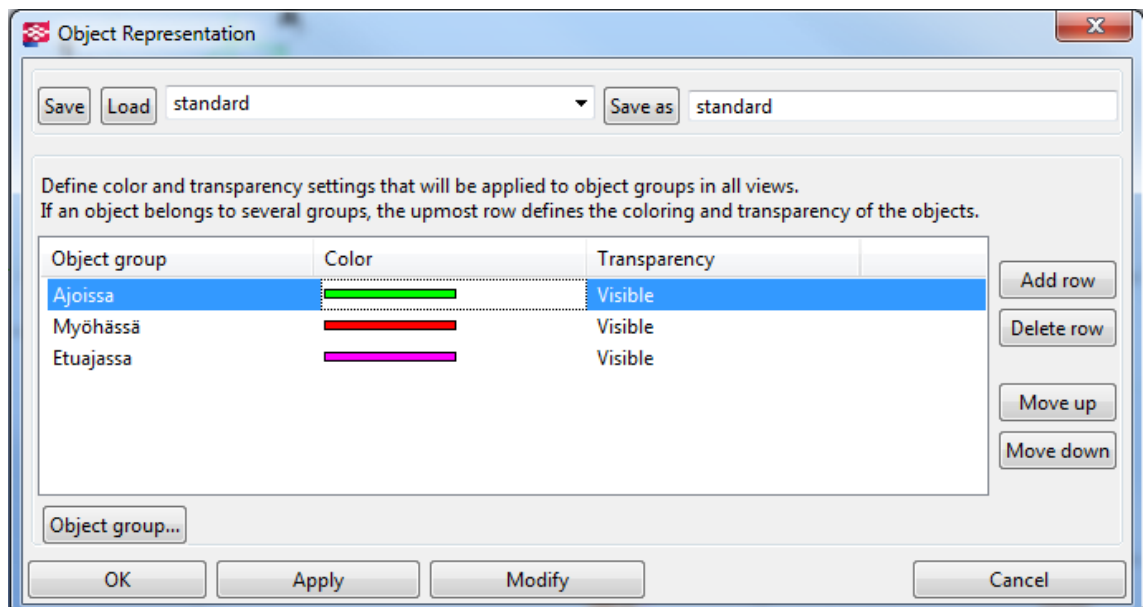 Object Representation
Save Load standard Save as standard
Define color and transparency settings that will be applied to object groups in all views.
If an object belongs to several groups, the upmost row defines the coloring and transparency of the objects.
Object group Color Transparency
Ajoissa Visible
Myöhässä Visible
Etuajassa Visible
Add row
Delete row
Move up
Move down
Object group...
OK Apply Modify Cancel